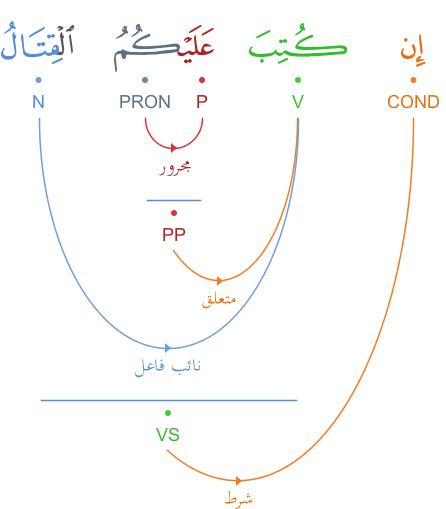 إِن كُتِبَ عَلَيْكُمُ ٱلْقِتَالُ
COND V P PRON N
مجرور
PP
متعلق
نائب فاعل
VS
شرط